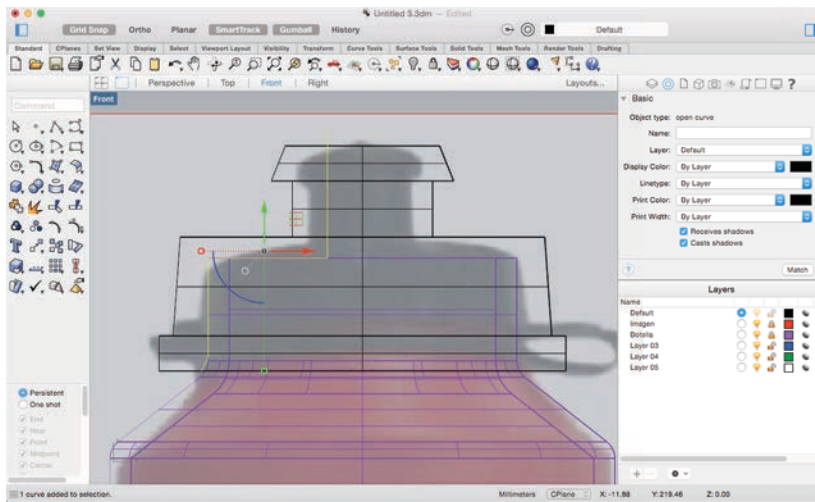 Untitled 3.3dm — Edited
Grid Snap Ortho Planar SmartTrack Gumball History Default
Standard CPlanes Set View Display Select Viewport Layout Visibility Transform Curve Tools Surface Tools Solid Tools Mesh Tools Render Tools Drafting
Perspective Top Front Right Layouts...
Command
Front
Basic
Object type: open curve
Name:
Layer: Default
Display Color: By Layer
Linetype: By Layer
Print Color: By Layer
Print Width: By Layer
Receives shadows
Casts shadows
? Match
Layers
Name
Default
Imagen
Botella
Layer 03
Layer 04
Layer 05
Persistent
One shot
End
Near
Point
Midpoint
Center
1 curve added to selection.
Millimeters CPlane X: -11.98 Y: 219.46 Z: 0.00